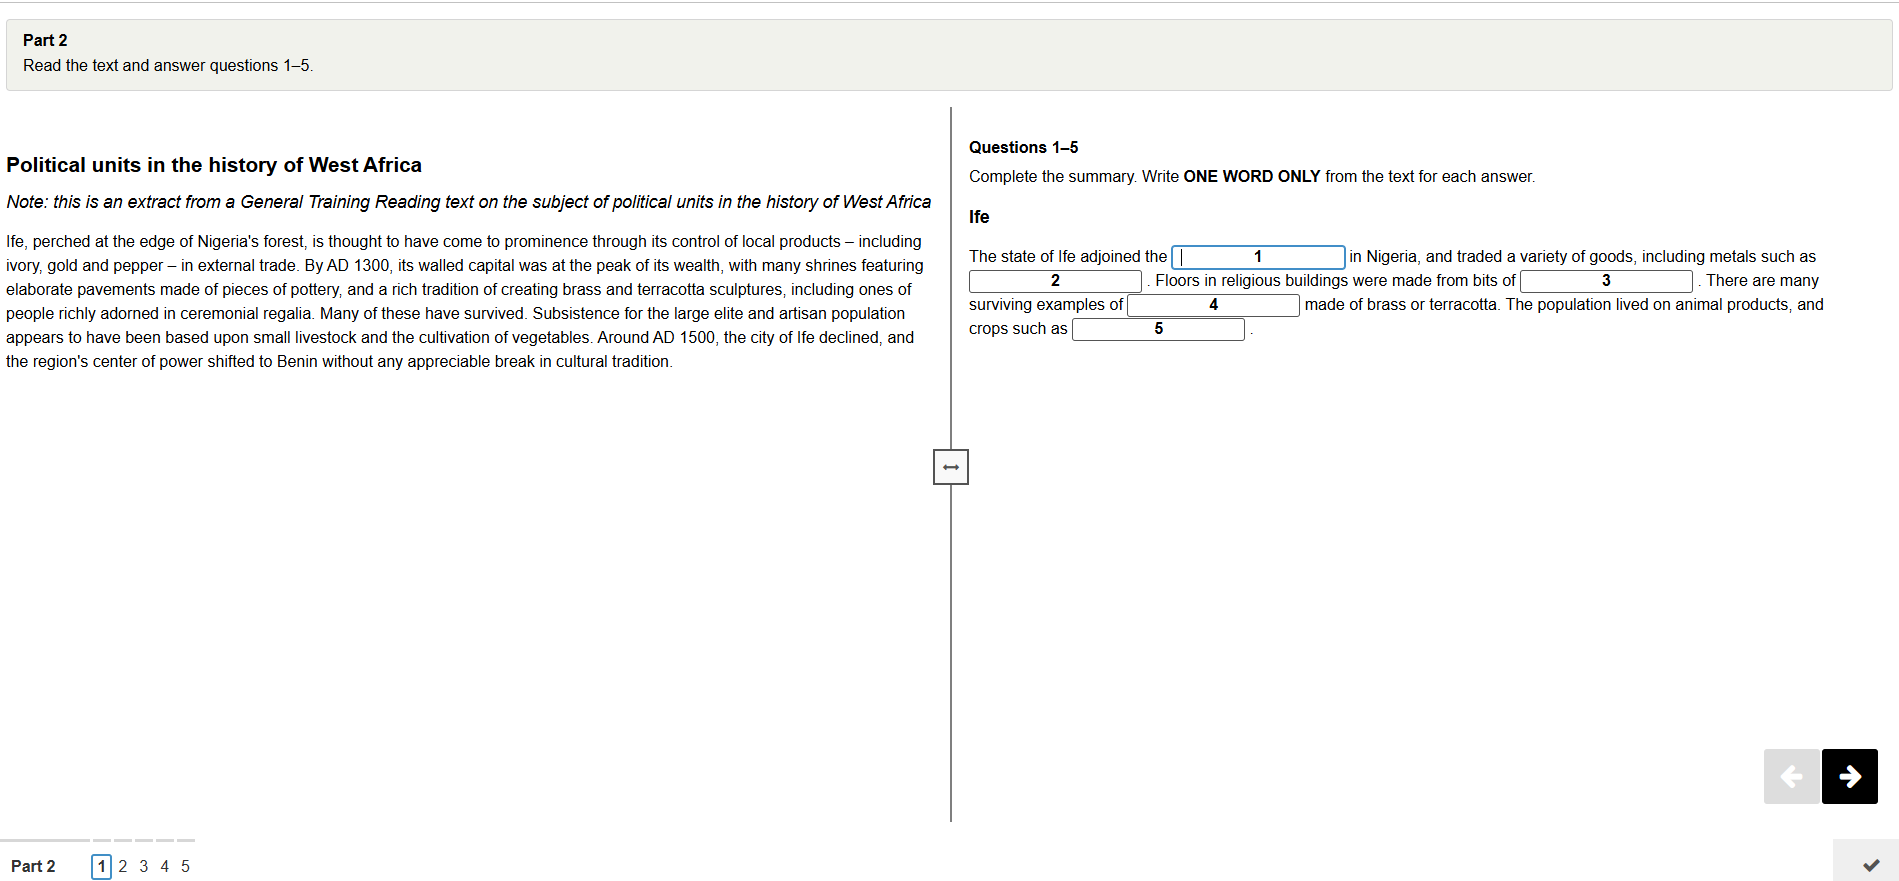 Part 2
Read the text and answer questions 1–5.
Political units in the history of West Africa
Note: this is an extract from a General Training Reading text on the subject of political units in the history of West Africa
Ife, perched at the edge of Nigeria's forest, is thought to have come to prominence through its control of local products – including
ivory, gold and pepper – in external trade. By AD 1300, its walled capital was at the peak of its wealth, with many shrines featuring
elaborate pavements made of pieces of pottery, and a rich tradition of creating brass and terracotta sculptures, including ones of
people richly adorned in ceremonial regalia. Many of these have survived. Subsistence for the large elite and artisan population
appears to have been based upon small livestock and the cultivation of vegetables. Around AD 1500, the city of Ife declined, and
the region's center of power shifted to Benin without any appreciable break in cultural tradition.
Questions 1–5
Complete the summary. Write ONE WORD ONLY from the text for each answer.
Ife
The state of Ife adjoined the 1 in Nigeria, and traded a variety of goods, including metals such as
2 . Floors in religious buildings were made from bits of 3 . There are many
surviving examples of 4 made of brass or terracotta. The population lived on animal products, and
crops such as 5 .
Part 2 1 2 3 4 5